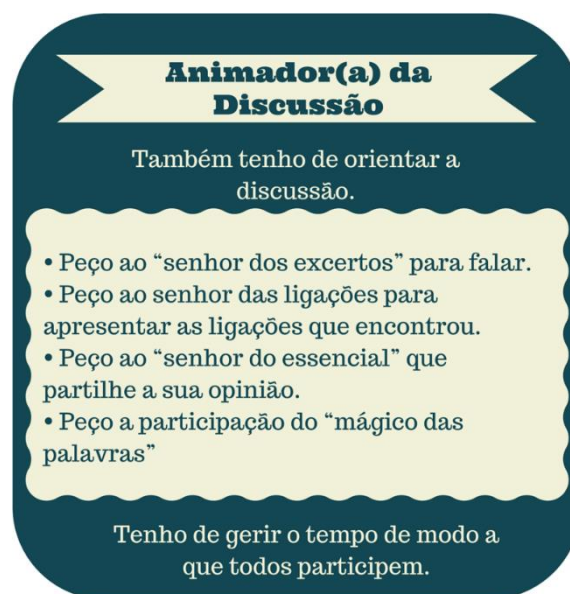 Animador(a) da
Discussão
Também tenho de orientar a
discussão.
• Peço ao “senhor dos excertos” para falar.
• Peço ao senhor das ligações para
apresentar as ligações que encontrou.
• Peço ao “senhor do essencial” que
partilhe a sua opinião.
• Peço a participação do “mágico das
palavras”
Tenho de gerir o tempo de modo a
que todos participem.